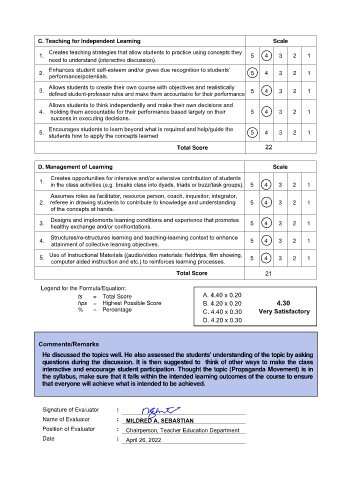 C. Teaching for Independent Learning Scale
1. Creates teaching strategies that allow students to practice using concepts they need to understand (interactive discussion). 5 4 3 2 1
2. Enhances student self-esteem and/or gives due recognition to students' performance/potentials. 5 4 3 2 1
3. Allows students to create their own course with objectives and realistically defined student-professor rules and make them accountable for their performance 5 4 3 2 1
4. Allows students to think independently and make their own decisions and holding them accountable for their performance based largely on their success in executing decisions. 5 4 3 2 1
5. Encourages students to learn beyond what is required and help/guide the students how to apply the concepts learned 5 4 3 2 1
Total Score 22
D. Management of Learning Scale
1. Creates opportunities for intensive and/or extensive contribution of students in the class activities (e.g. breaks class into dyads, triads or buzz/task groups). 5 4 3 2 1
2. Assumes roles as facilitator, resource person, coach, inquisitor, integrator, referee in drawing students to contribute to knowledge and understanding of the concepts at hands. 5 4 3 2 1
3. Designs and implements learning conditions and experience that promotes healthy exchange and/or confrontations. 5 4 3 2 1
4. Structures/re-structures learning and teaching-learning context to enhance attainment of collective learning objectives. 5 4 3 2 1
5. Use of Instructional Materials ((audio/video materials: fieldtrips, film showing, computer aided instruction and etc.) to reinforces learning processes. 5 4 3 2 1
Total Score 21
Legend for the Formula/Equation:
ts = Total Score
hps = Highest Possible Score
% = Percentage
A. 4.40 x 0.20
B. 4.20 x 0.20
C. 4.40 x 0.30
D. 4.20 x 0.30
4.30
Very Satisfactory
Comments/Remarks
He discussed the topics well. He also assessed the students' understanding of the topic by asking
questions during the discussion. It is then suggested to think of other ways to make the class
interactive and encourage student participation. Thought the topic (Propaganda Movement) is in
the syllabus, make sure that it falls within the intended learning outcomes of the course to ensure
that everyone will achieve what is intended to be achieved.
Signature of Evaluator :
Name of Evaluator : MILDRED A. SEBASTIAN
Position of Evaluator : Chairperson, Teacher Education Department
Date : April 26, 2022